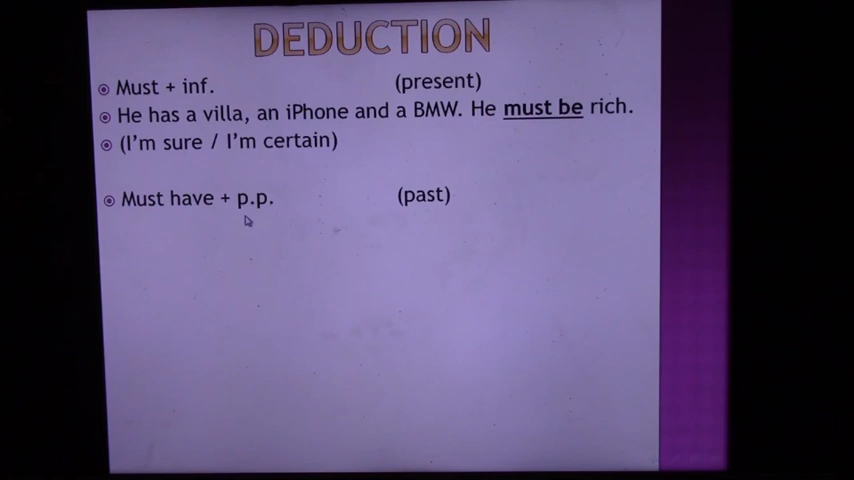 DEDUCTION
Must + inf. (present)
He has a villa, an iPhone and a BMW. He must be rich.
(I'm sure / I'm certain)
Must have + p.p. (past)